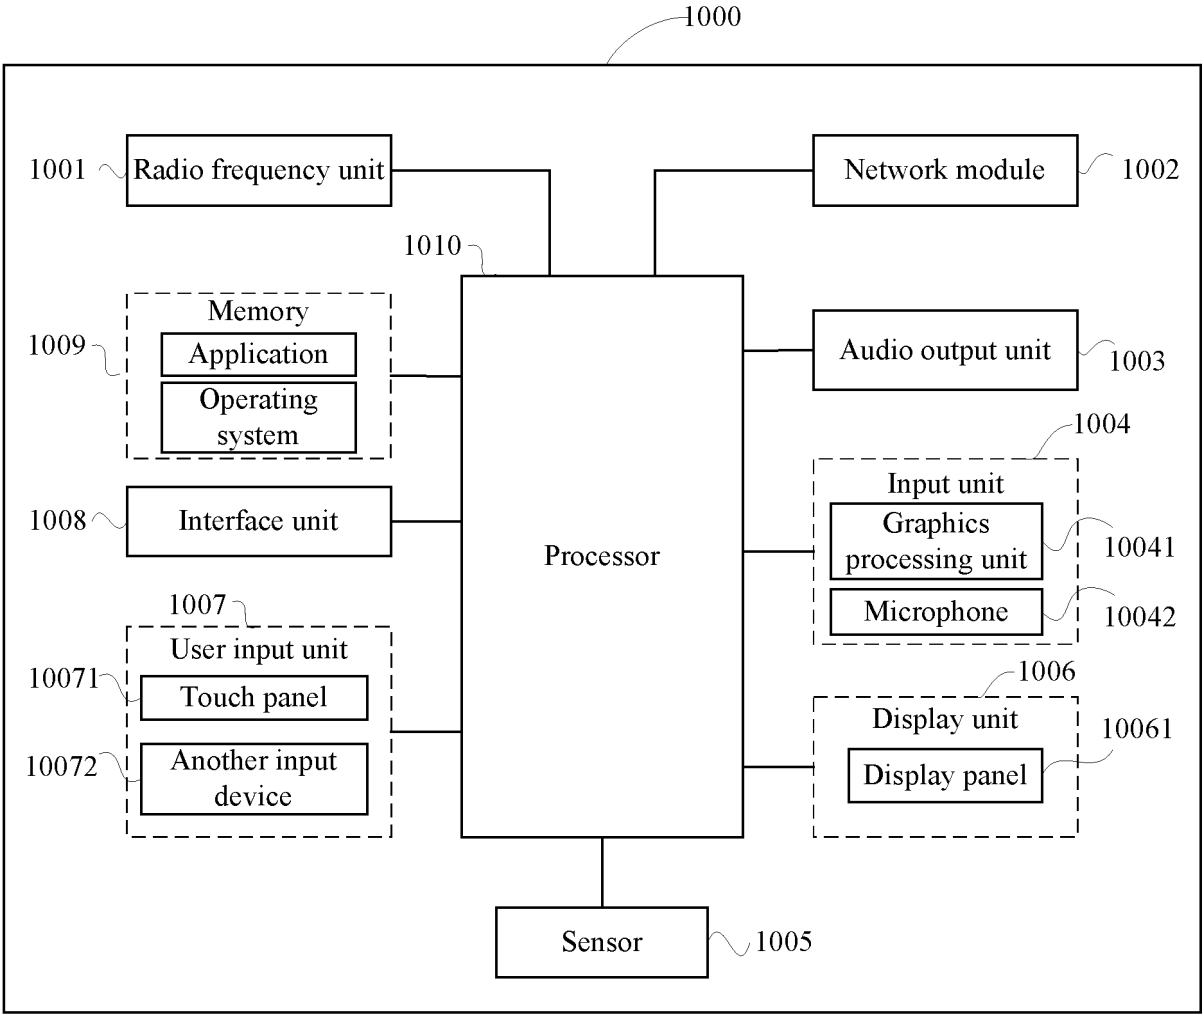 1000
1001
Radio frequency unit
Network module
1002
1010
Memory
1009
Application
Operating
system
Audio output unit
1003
1004
Input unit
Graphics
processing unit
10041
Microphone
10042
1008
Interface unit
Processor
1007
User input unit
10071
Touch panel
10072
Another input
device
1006
Display unit
10061
Display panel
Sensor
1005